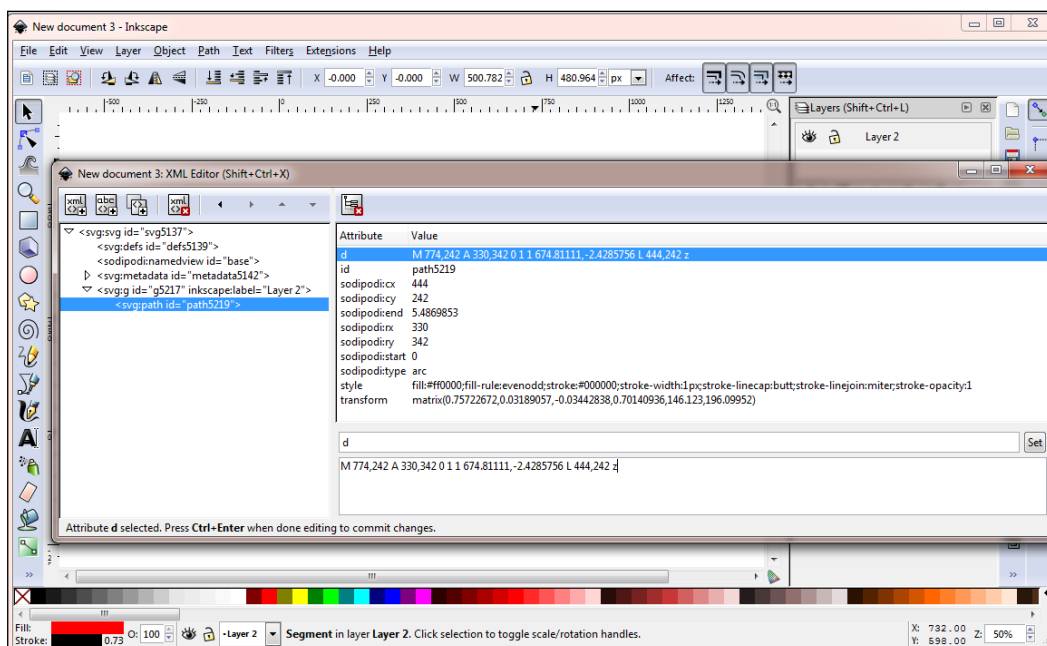 New document 3 - Inkscape
File Edit View Layer Object Path Text Filters Extensions Help
X -0.000 Y -0.000 W 500.782 H 480.964 px Affect:
-500 -250 0 250 500 750 1000 1250
Layers (Shift+Ctrl+L)
Layer 2
New document 3: XML Editor (Shift+Ctrl+X)
xml abc xml
<svg:svg id="svg5137">
<svg:defs id="defs5139">
<sodipodi:namedview id="base">
<svg:metadata id="metadata5142">
<svg:g id="g5217" inkscape:label="Layer 2">
<svg:path id="path5219">
Attribute Value
d M 774,242 A 330,342 0 1 1 674.81111,-2.4285756 L 444,242 z
id path5219
sodipodi:cx 444
sodipodi:cy 242
sodipodi:end 5.4869853
sodipodi:rx 330
sodipodi:ry 342
sodipodi:start 0
sodipodi:type arc
style fill:#ff0000;fill-rule:evenodd;stroke:#000000;stroke-width:1px;stroke-linecap:butt;stroke-linejoin:miter;stroke-opacity:1
transform matrix(0.75722672,0.03189057,-0.03442838,0.70140936,146.123,196.09952)
d
Set
M 774,242 A 330,342 0 1 1 674.81111,-2.4285756 L 444,242 z
Attribute d selected. Press Ctrl+Enter when done editing to commit changes.
Fill:
Stroke: 0.73 O: 100 Layer 2 Segment in layer Layer 2. Click selection to toggle scale/rotation handles.
X: 732.00
Y: 598.00
Z: 50%